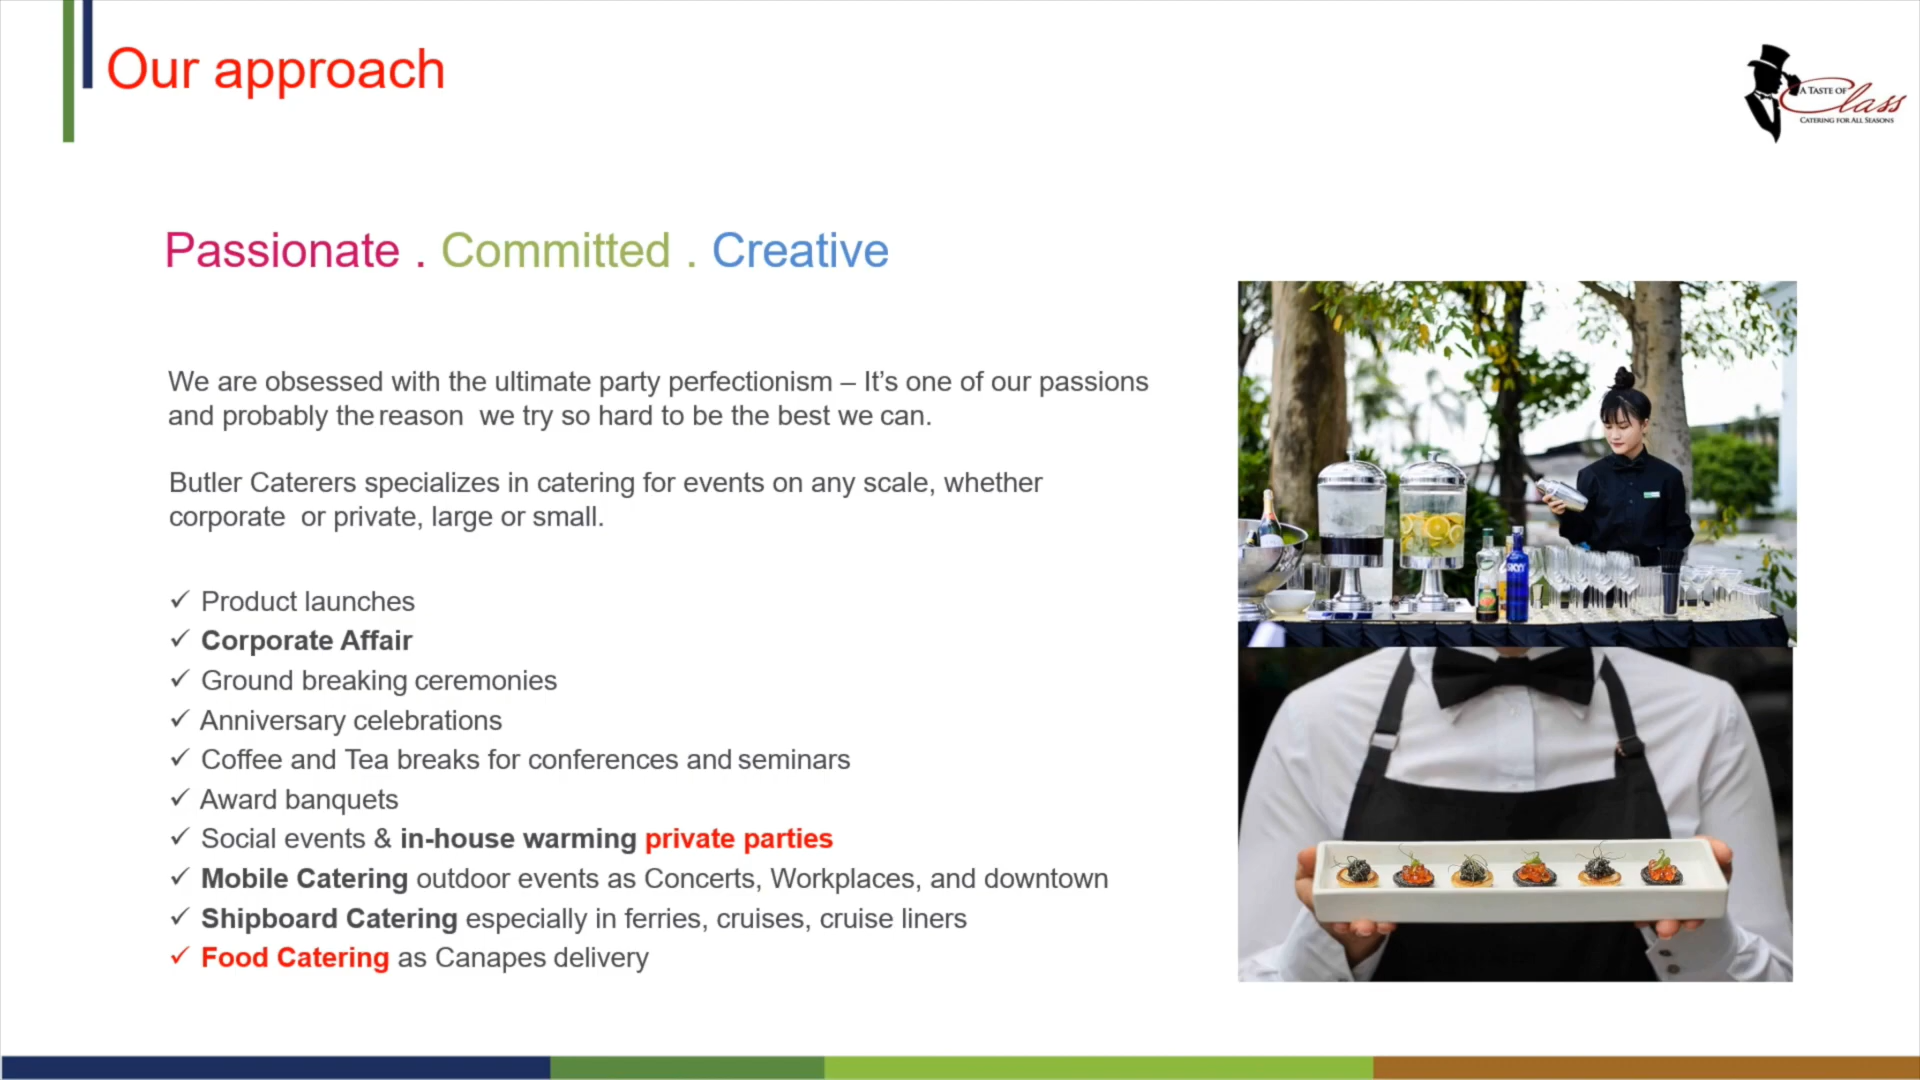 Our approach
A TASTE OF
Class
CATERING FOR ALL SEASONS
Passionate . Committed . Creative
We are obsessed with the ultimate party perfectionism – It’s one of our passions
and probably the reason we try so hard to be the best we can.
Butler Caterers specializes in catering for events on any scale, whether
corporate or private, large or small.
✓ Product launches
✓ Corporate Affair
✓ Ground breaking ceremonies
✓ Anniversary celebrations
✓ Coffee and Tea breaks for conferences and seminars
✓ Award banquets
✓ Social events & in-house warming private parties
✓ Mobile Catering outdoor events as Concerts, Workplaces, and downtown
✓ Shipboard Catering especially in ferries, cruises, cruise liners
✓ Food Catering as Canapes delivery
SKYY